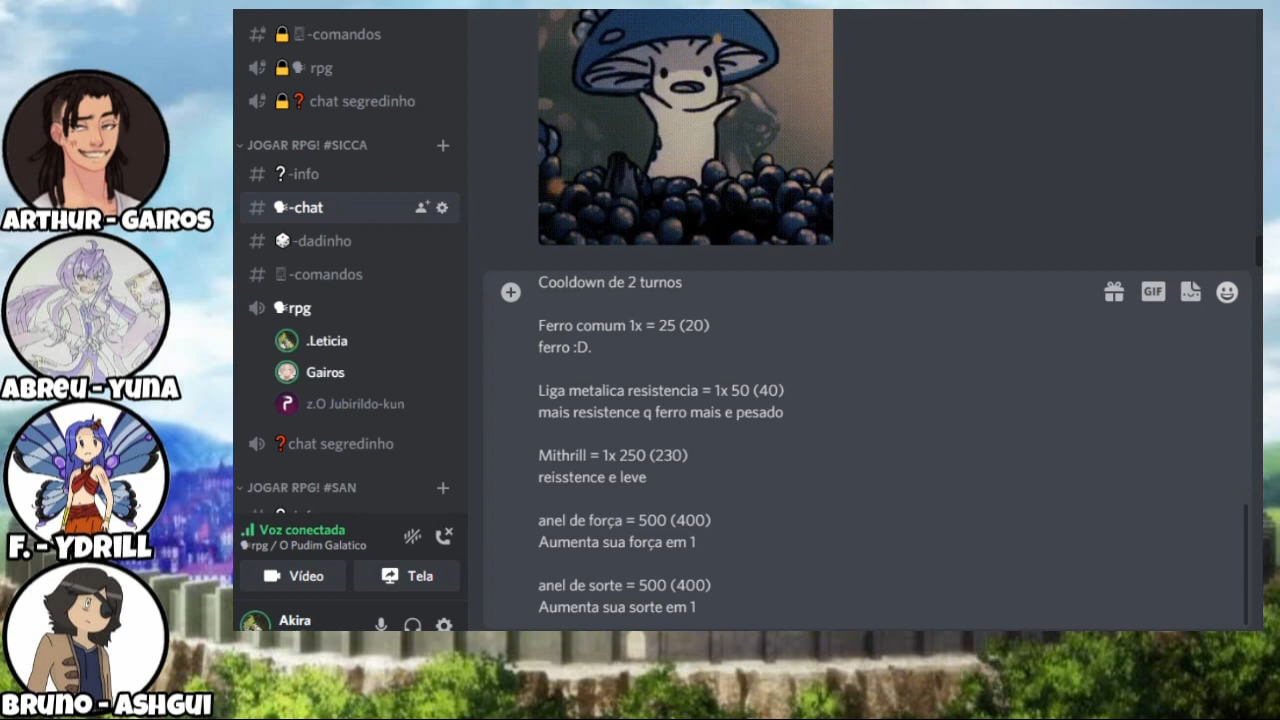 ARTHUR - GAIROS
ABREU - YUNA
F. - YDRILL
BRUNO - ASHGUI
-comandos
rpg
chat segredinho
JOGAR RPG! #SICCA
?-info
-chat
-dadinho
-comandos
rpg
.Leticia
Gairos
z.O Jubirildo-kun
?chat segredinho
JOGAR RPG! #SAN
Voz conectada
rpg / O Pudim Galatico
Vídeo
Tela
Akira
GIF
Cooldown de 2 turnos
Ferro comum 1x = 25 (20)
ferro :D.
Liga metalica resistencia = 1x 50 (40)
mais resistence q ferro mais e pesado
Mithrill = 1x 250 (230)
reisstence e leve
anel de força = 500 (400)
Aumenta sua força em 1
anel de sorte = 500 (400)
Aumenta sua sorte em 1